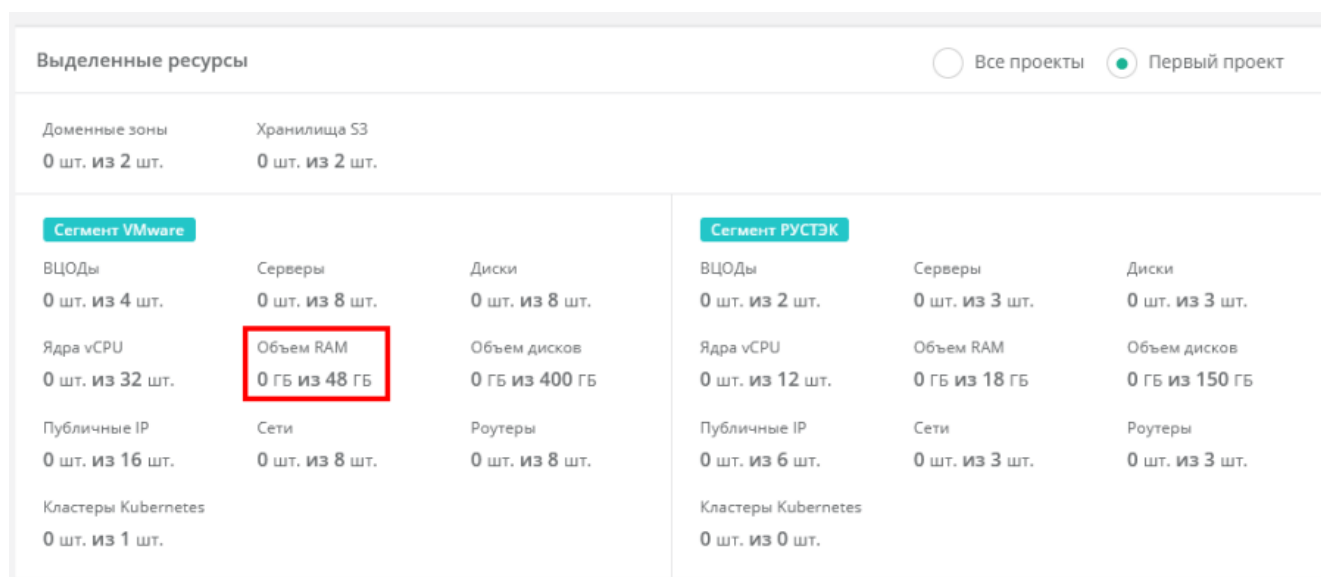 Выделенные ресурсы
Все проекты
Первый проект
Доменные зоны
0 шт. из 2 шт.
Хранилища S3
0 шт. из 2 шт.
Сегмент VMware
ВЦОДы
0 шт. из 4 шт.
Серверы
0 шт. из 8 шт.
Диски
0 шт. из 8 шт.
Ядра vCPU
0 шт. из 32 шт.
Объем RAM
0 ГБ из 48 ГБ
Объем дисков
0 ГБ из 400 ГБ
Публичные IP
0 шт. из 16 шт.
Сети
0 шт. из 8 шт.
Роутеры
0 шт. из 8 шт.
Кластеры Kubernetes
0 шт. из 1 шт.
Сегмент РУСТЭК
ВЦОДы
0 шт. из 2 шт.
Серверы
0 шт. из 3 шт.
Диски
0 шт. из 3 шт.
Ядра vCPU
0 шт. из 12 шт.
Объем RAM
0 ГБ из 18 ГБ
Объем дисков
0 ГБ из 150 ГБ
Публичные IP
0 шт. из 6 шт.
Сети
0 шт. из 3 шт.
Роутеры
0 шт. из 3 шт.
Кластеры Kubernetes
0 шт. из 0 шт.